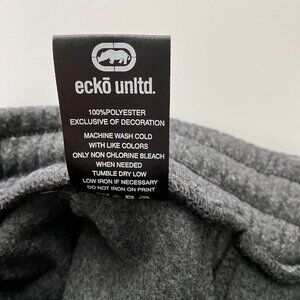 eckō unltd.
100%POLYESTER
EXCLUSIVE OF DECORATION
MACHINE WASH COLD
WITH LIKE COLORS
ONLY NON CHLORINE BLEACH
WHEN NEEDED
TUMBLE DRY LOW
LOW IRON IF NECESSARY
DO NOT IRON ON PRINT